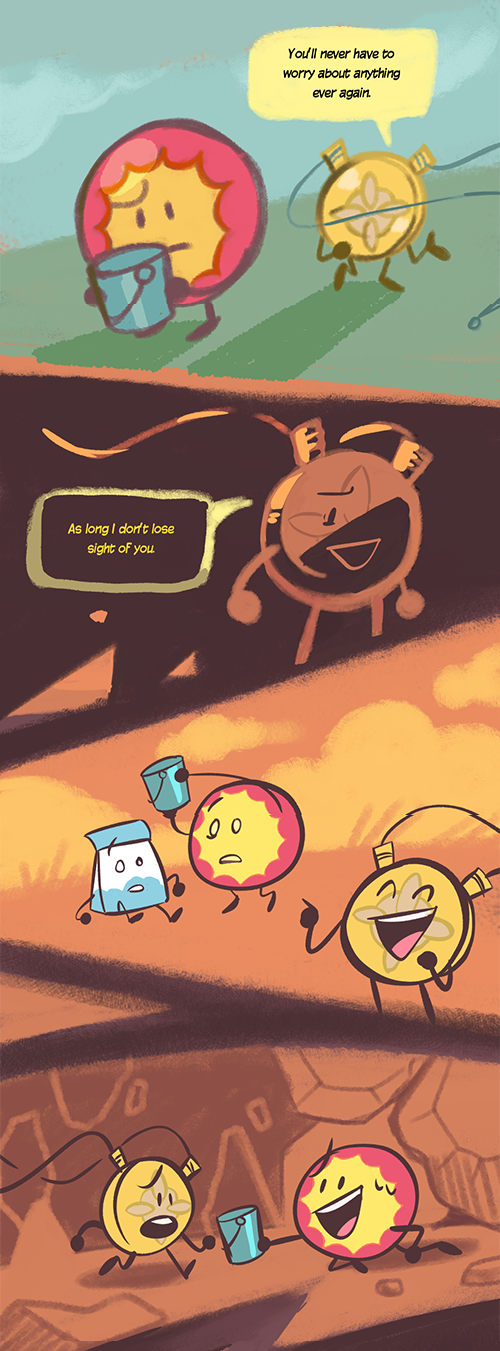 You'll never have to
worry about anything
ever again.
As long I don't lose
sight of you.